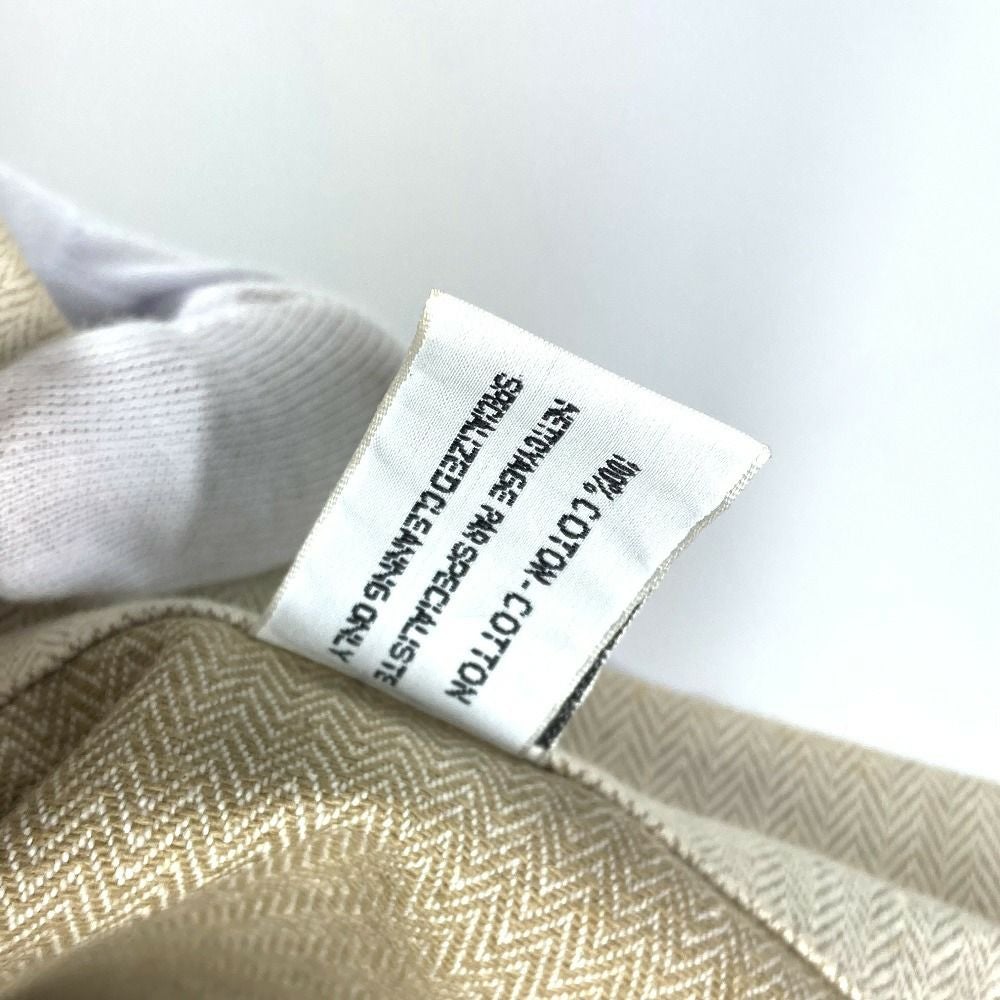 100% COTON - COTTON
NETTOYAGE PAR SPECIALISTE
SPECIALIZED CLEANING ONLY